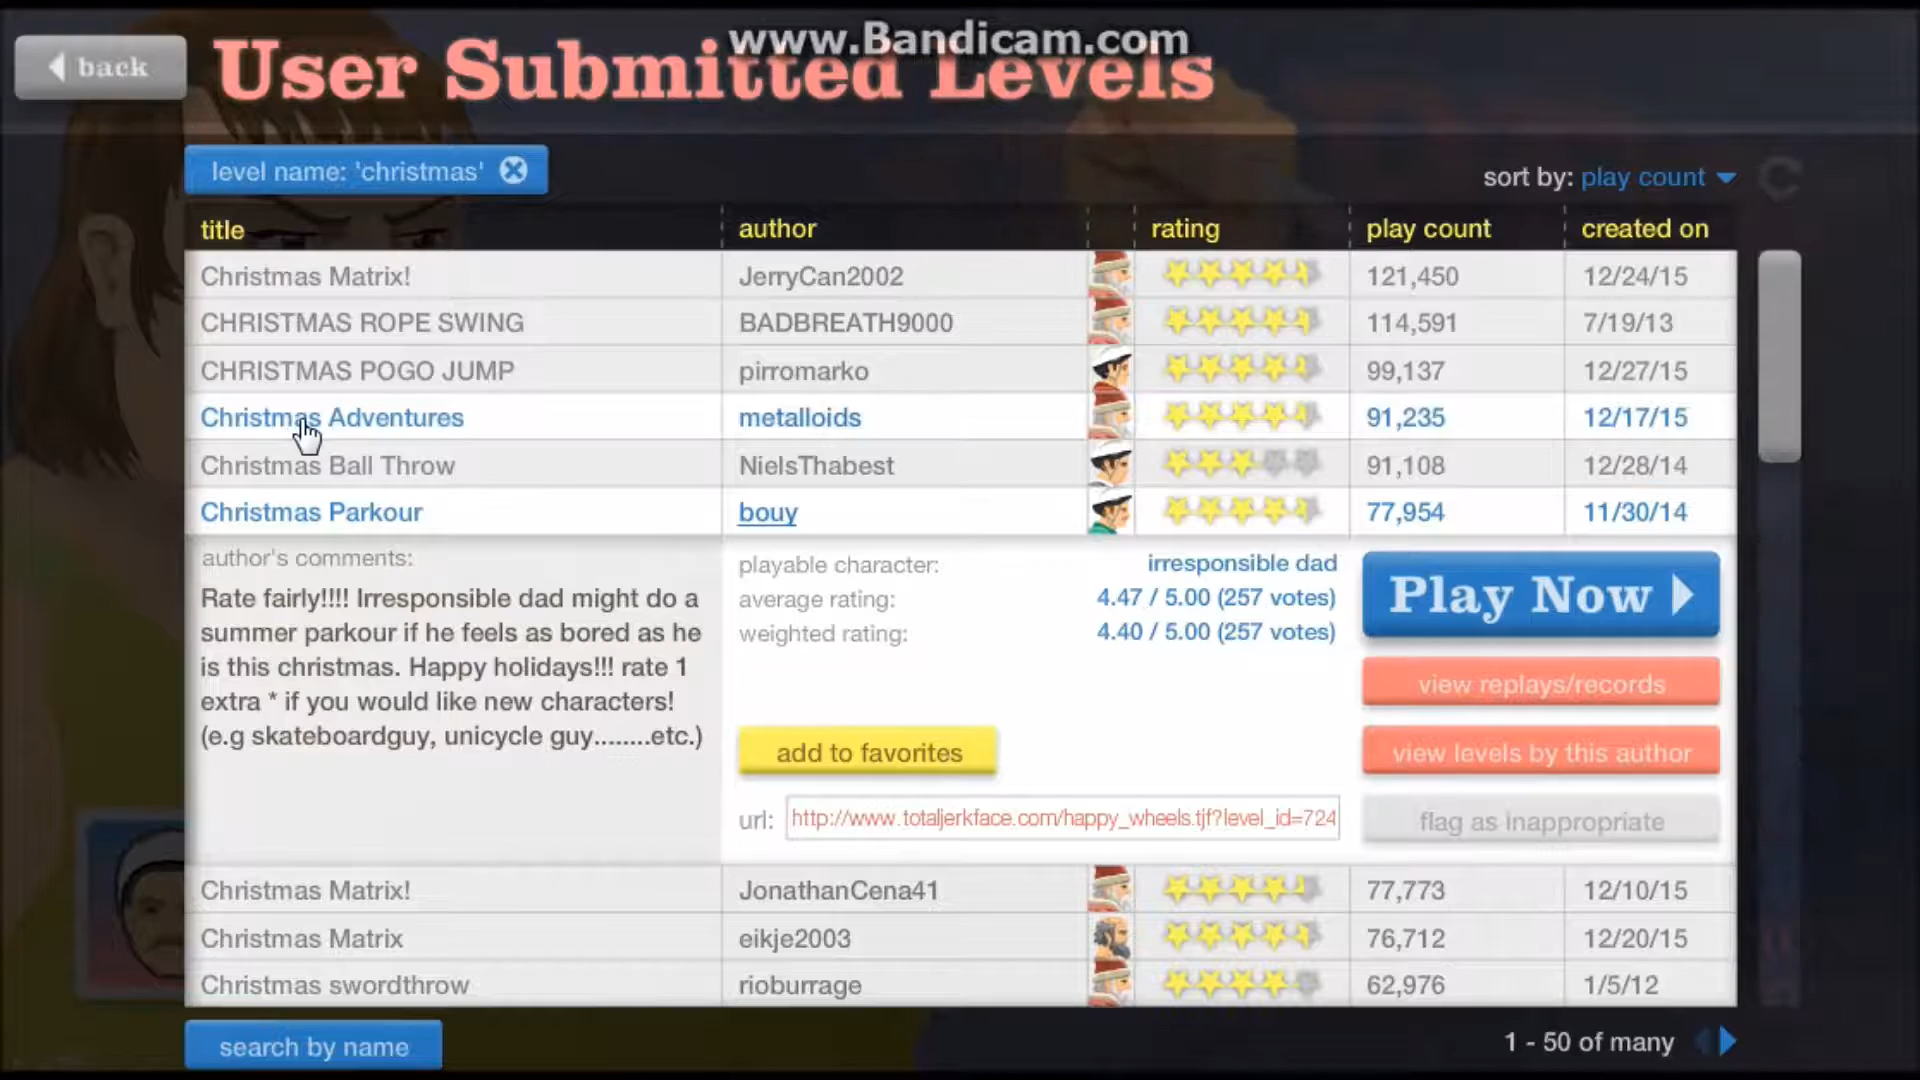 www.Bandicam.com
back
User Submitted Levels
level name: 'christmas'
sort by: play count
title author rating play count created on
Christmas Matrix! JerryCan2002 121,450 12/24/15
CHRISTMAS ROPE SWING BADBREATH9000 114,591 7/19/13
CHRISTMAS POGO JUMP pirromarko 99,137 12/27/15
Christmas Adventures metalloids 91,235 12/17/15
Christmas Ball Throw NielsThabest 91,108 12/28/14
Christmas Parkour bouy 77,954 11/30/14
author's comments:
Rate fairly!!!! Irresponsible dad might do a
summer parkour if he feels as bored as he
is this christmas. Happy holidays!!! rate 1
extra * if you would like new characters!
(e.g skateboardguy, unicycle guy........etc.)
playable character: irresponsible dad
average rating: 4.47 / 5.00 (257 votes)
weighted rating: 4.40 / 5.00 (257 votes)
add to favorites
url: http://www.totaljerkface.com/happy_wheels.tjf?level_id=724
Play Now
view replays/records
view levels by this author
flag as inappropriate
Christmas Matrix! JonathanCena41 77,773 12/10/15
Christmas Matrix eikje2003 76,712 12/20/15
Christmas swordthrow rioburrage 62,976 1/5/12
search by name
1 - 50 of many